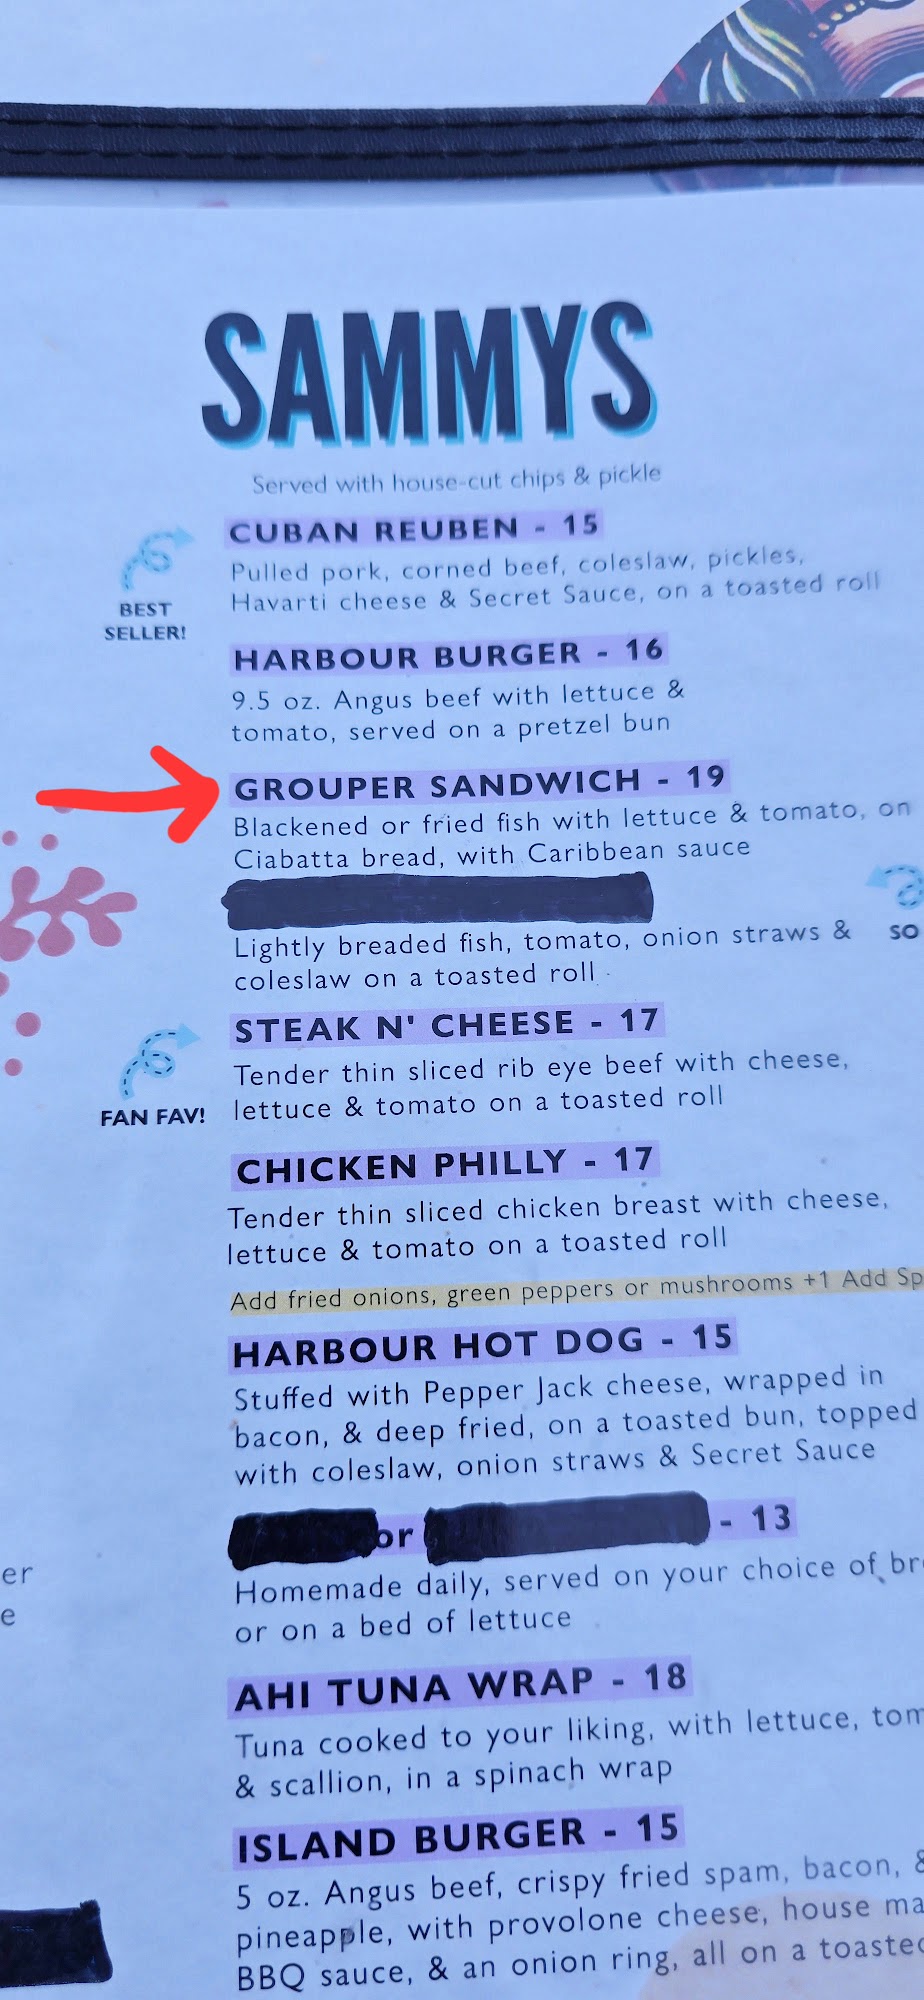 SAMMYS
Served with house-cut chips & pickle
CUBAN REUBEN - 15
Pulled pork, corned beef, coleslaw, pickles,
Havarti cheese & Secret Sauce, on a toasted roll
BEST
SELLER!
HARBOUR BURGER - 16
9.5 oz. Angus beef with lettuce &
tomato, served on a pretzel bun
GROUPER SANDWICH - 19
Blackened or fried fish with lettuce & tomato, on
Ciabatta bread, with Caribbean sauce
Lightly breaded fish, tomato, onion straws &
coleslaw on a toasted roll
SO
STEAK N' CHEESE - 17
Tender thin sliced rib eye beef with cheese,
lettuce & tomato on a toasted roll
FAN FAV!
CHICKEN PHILLY - 17
Tender thin sliced chicken breast with cheese,
lettuce & tomato on a toasted roll
Add fried onions, green peppers or mushrooms +1 Add Sp
HARBOUR HOT DOG - 15
Stuffed with Pepper Jack cheese, wrapped in
bacon, & deep fried, on a toasted bun, topped
with coleslaw, onion straws & Secret Sauce
or - 13
Homemade daily, served on your choice of br
or on a bed of lettuce
er
e
AHI TUNA WRAP - 18
Tuna cooked to your liking, with lettuce, tom
& scallion, in a spinach wrap
ISLAND BURGER - 15
5 oz. Angus beef, crispy fried spam, bacon, &
pineapple, with provolone cheese, house ma
BBQ sauce, & an onion ring, all on a toasted